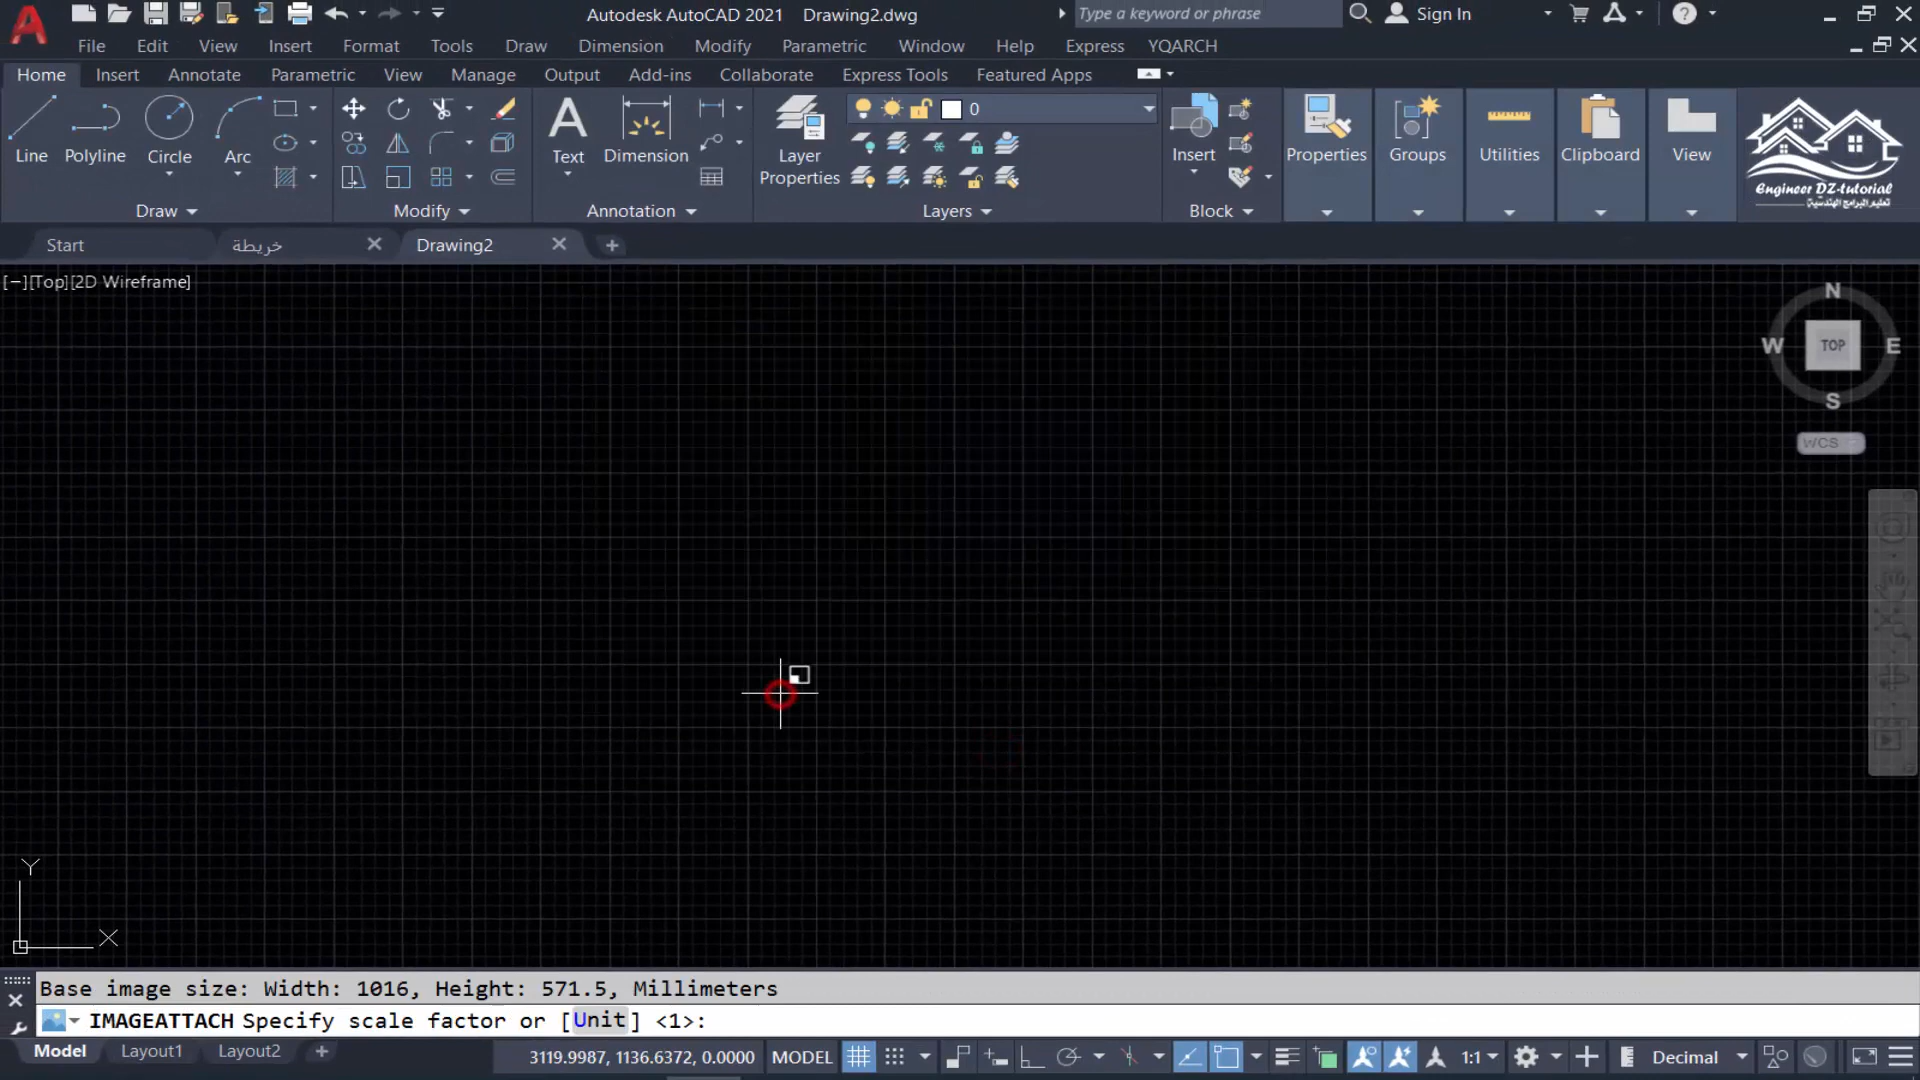 Autodesk AutoCAD 2021 Drawing2.dwg Type a keyword or phrase Sign In
File Edit View Insert Format Tools Draw Dimension Modify Parametric Window Help Express YQARCH
Home Insert Annotate Parametric View Manage Output Add-ins Collaborate Express Tools Featured Apps
0
Line Polyline Circle Arc Text Dimension Layer Properties Insert Properties Groups Utilities Clipboard View
Engineer DZ-tutorial
تعليم البرامج الهندسية
Draw Modify Annotation Layers Block
Start خريطة Drawing2
[−][Top][2D Wireframe]
N
W TOP E
S
WCS
Y
X
Base image size: Width: 1016, Height: 571.5, Millimeters
IMAGEATTACH Specify scale factor or [Unit] <1>:
Model Layout1 Layout2 3119.9987, 1136.6372, 0.0000 MODEL 1:1 Decimal